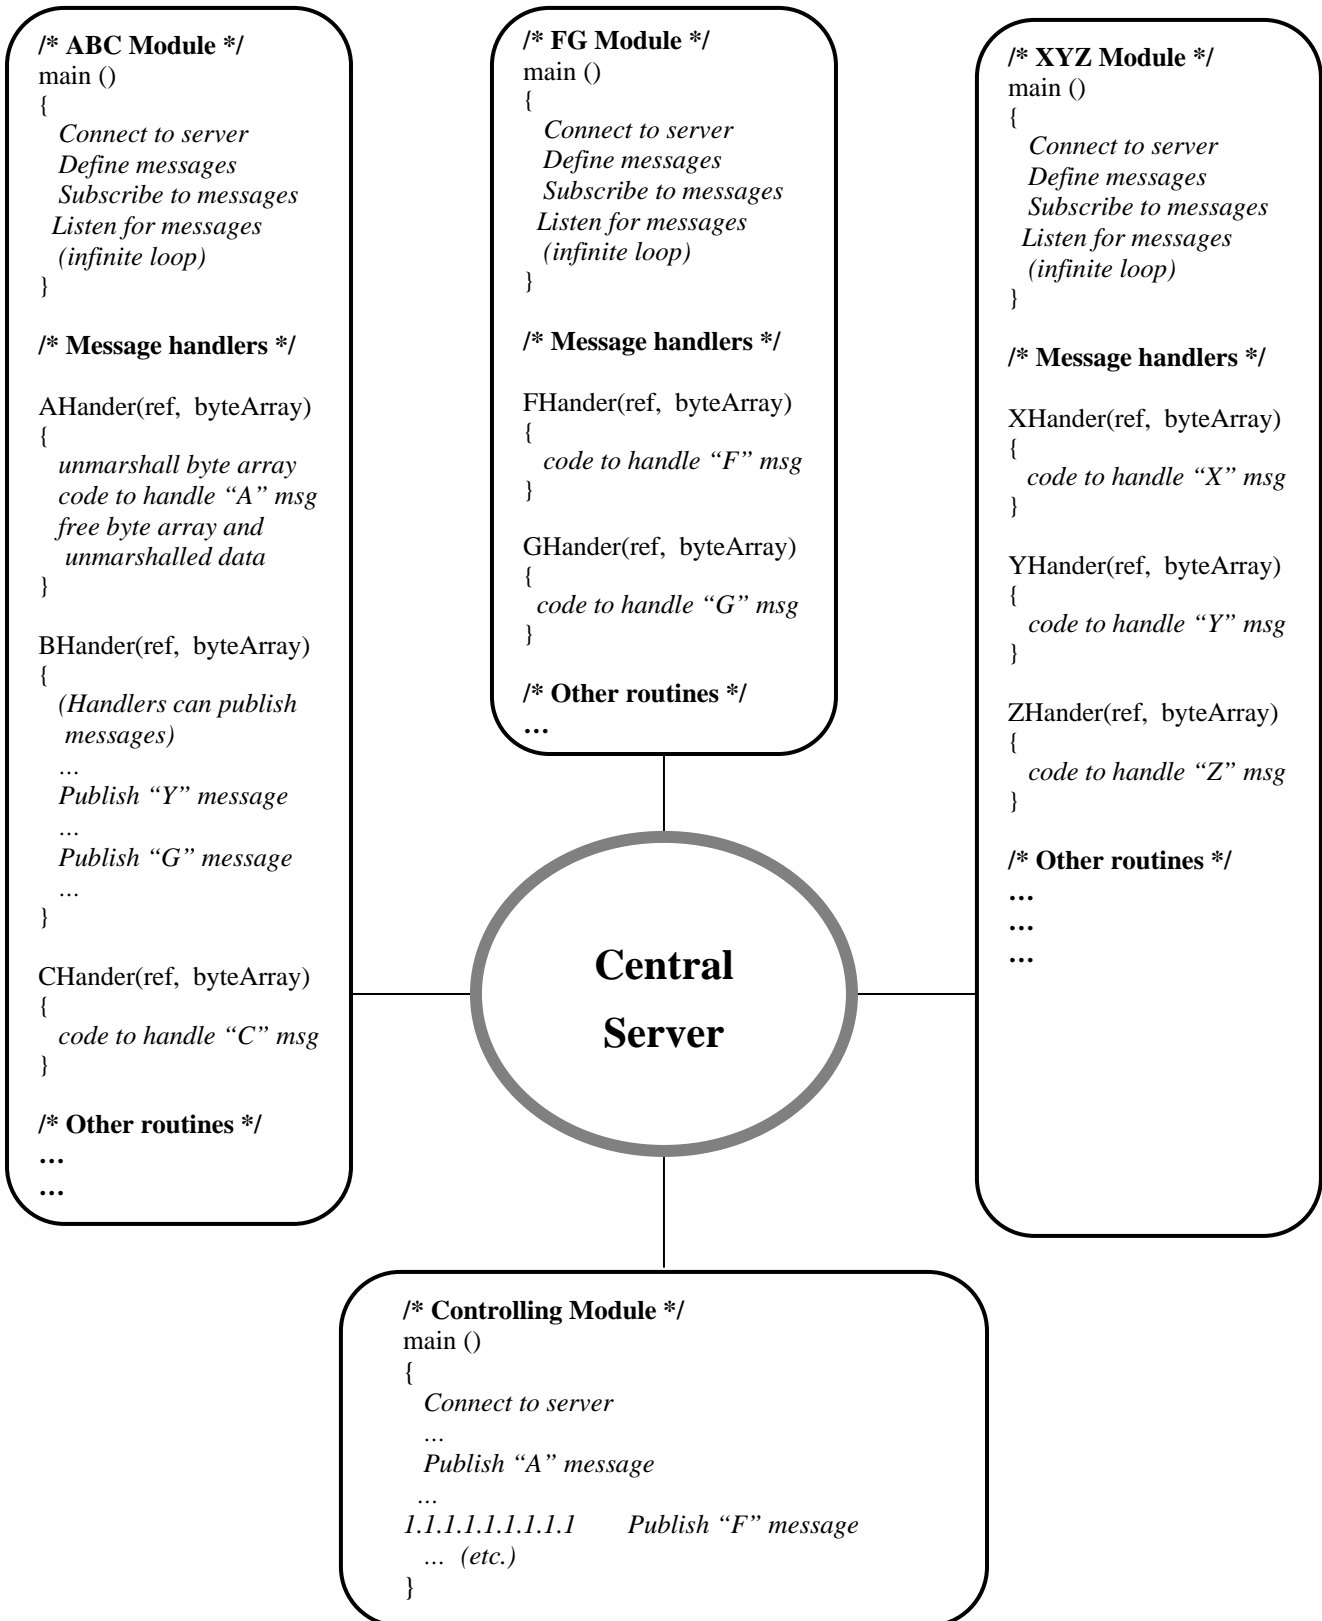 /* ABC Module */
main ()
{
Connect to server
Define messages
Subscribe to messages
Listen for messages
(infinite loop)
}
/* Message handlers */
AHander(ref, byteArray)
{
unmarshall byte array
code to handle “A” msg
free byte array and
unmarshalled data
}
BHander(ref, byteArray)
{
(Handlers can publish
messages)
…
Publish “Y” message
…
Publish “G” message
…
}
CHander(ref, byteArray)
{
code to handle “C” msg
}
/* Other routines */
…
…
/* FG Module */
main ()
{
Connect to server
Define messages
Subscribe to messages
Listen for messages
(infinite loop)
}
/* Message handlers */
FHander(ref, byteArray)
{
code to handle “F” msg
}
GHander(ref, byteArray)
{
code to handle “G” msg
}
/* Other routines */
…
/* XYZ Module */
main ()
{
Connect to server
Define messages
Subscribe to messages
Listen for messages
(infinite loop)
}
/* Message handlers */
XHander(ref, byteArray)
{
code to handle “X” msg
}
YHander(ref, byteArray)
{
code to handle “Y” msg
}
ZHander(ref, byteArray)
{
code to handle “Z” msg
}
/* Other routines */
…
…
…
Central
Server
/* Controlling Module */
main ()
{
Connect to server
…
Publish “A” message
…
1.1.1.1.1.1.1.1.1 Publish “F” message
… (etc.)
}